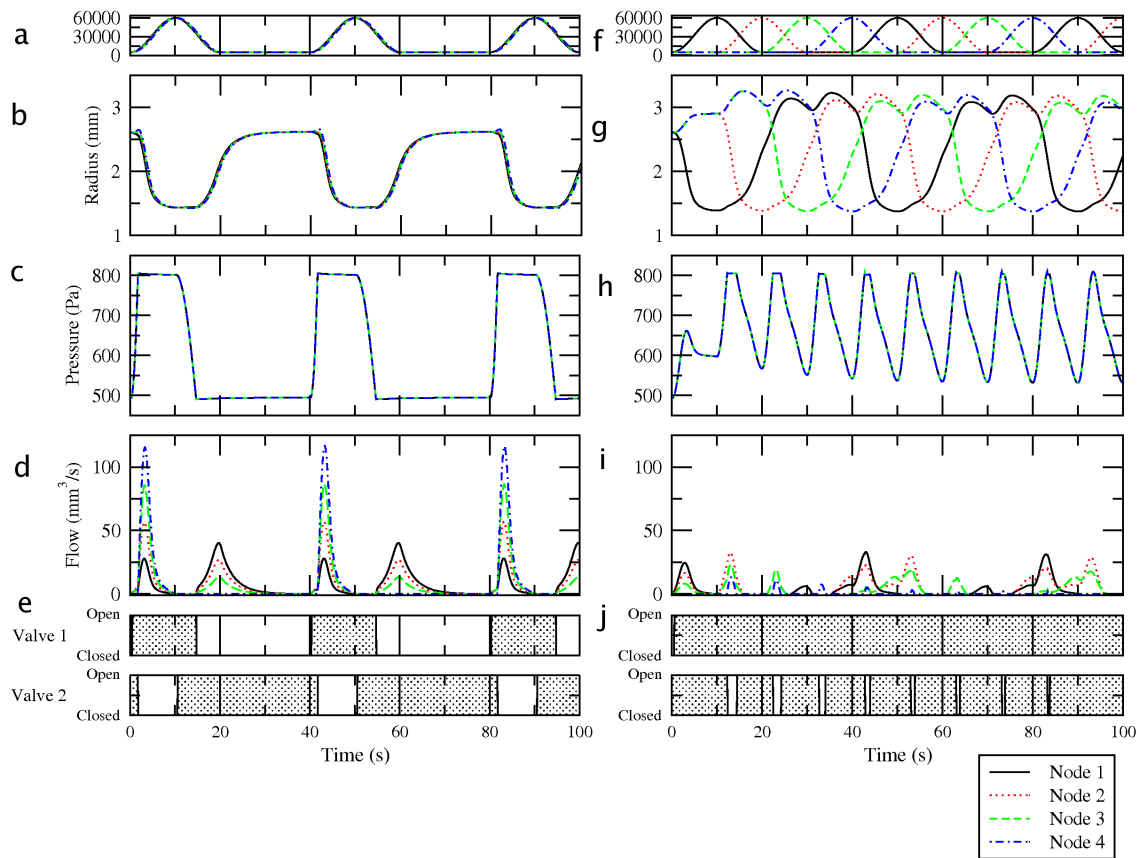 a
60000
30000
0
b
Radius (mm)
3
2
1
c
Pressure (Pa)
800
700
600
500
d
Flow (mm³/s)
100
50
0
e
Valve 1
Open
Closed
Valve 2
Open
Closed
0 20 40 60 80 100
Time (s)
f
60000
30000
0
g
3
2
1
h
800
700
600
500
i
100
50
0
j
Open
Closed
Open
Closed
0 20 40 60 80 100
Time (s)
Node 1
Node 2
Node 3
Node 4